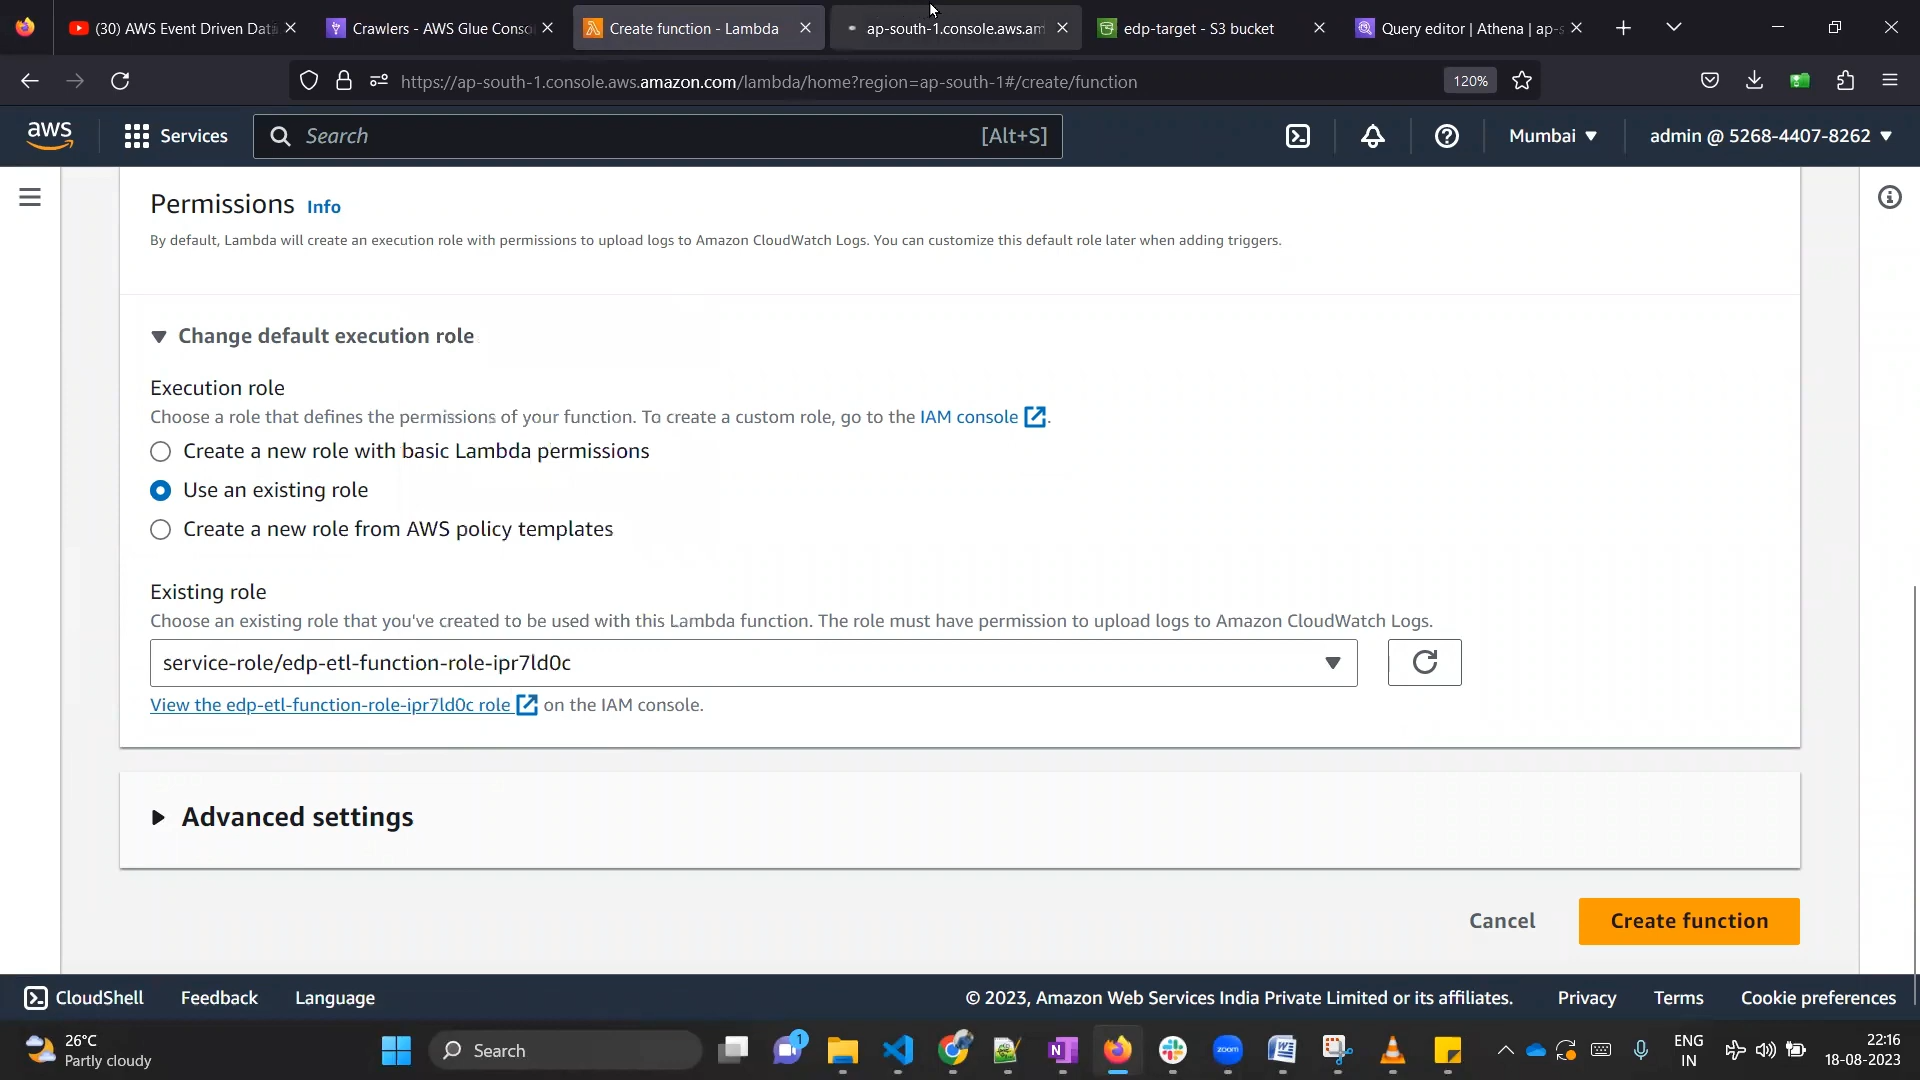 (30) AWS Event Driven Dat
Crawlers - AWS Glue Conso
Create function - Lambda
ap-south-1.console.aws.am
edp-target - S3 bucket
Query editor | Athena | ap-s
https://ap-south-1.console.aws.amazon.com/lambda/home?region=ap-south-1#/create/function
120%
aws
Services
Search
[Alt+S]
Mumbai
admin @ 5268-4407-8262
Permissions Info
By default, Lambda will create an execution role with permissions to upload logs to Amazon CloudWatch Logs. You can customize this default role later when adding triggers.
Change default execution role
Execution role
Choose a role that defines the permissions of your function. To create a custom role, go to the IAM console.
Create a new role with basic Lambda permissions
Use an existing role
Create a new role from AWS policy templates
Existing role
Choose an existing role that you've created to be used with this Lambda function. The role must have permission to upload logs to Amazon CloudWatch Logs.
service-role/edp-etl-function-role-ipr7ld0c
View the edp-etl-function-role-ipr7ld0c role on the IAM console.
Advanced settings
Cancel
Create function
CloudShell
Feedback
Language
© 2023, Amazon Web Services India Private Limited or its affiliates.
Privacy
Terms
Cookie preferences
26°C
Partly cloudy
Search
1
zoom
ENG
IN
22:16
18-08-2023